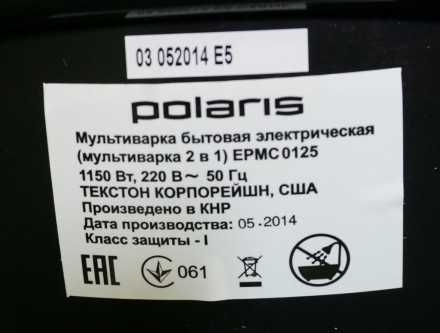 03 052014 E5
polaris
Мультиварка бытовая электрическая
(мультиварка 2 в 1) EPMC 0125
1150 Вт, 220 В ~ 50 Гц
ТЕКСТОН КОРПОРЕЙШН, США
Произведено в КНР
Дата производства: 05.2014
Класс защиты - I
EAC 061